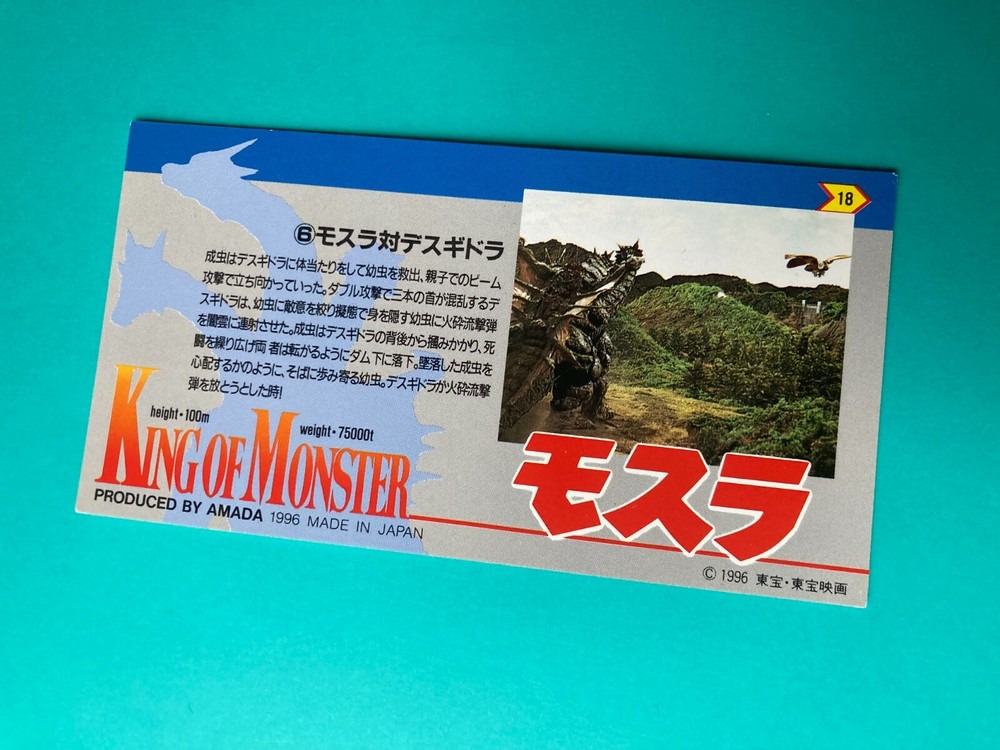 18
⑥モスラ対デスギドラ
成虫はデスギドラに体当たりをして幼虫を救出、親子でのビーム
攻撃で立ち向かっていった。ダブル攻撃で三本の首が混乱するデ
スギドラは、幼虫に敵意を絞り擬態で身を隠す幼虫に火砕流撃弾
を闇雲に連射させた。成虫はデスギドラの背後から掴みかかり、死
闘を繰り広げ両者は転がるようにダム下に落下。墜落した成虫を
心配するかのように、そばに歩み寄る幼虫。デスギドラが火砕流撃
弾を放とうとした時!
height・100m
weight・75000t
KING OF MONSTER
PRODUCED BY AMADA 1996 MADE IN JAPAN
モスラ
© 1996 東宝・東宝映画